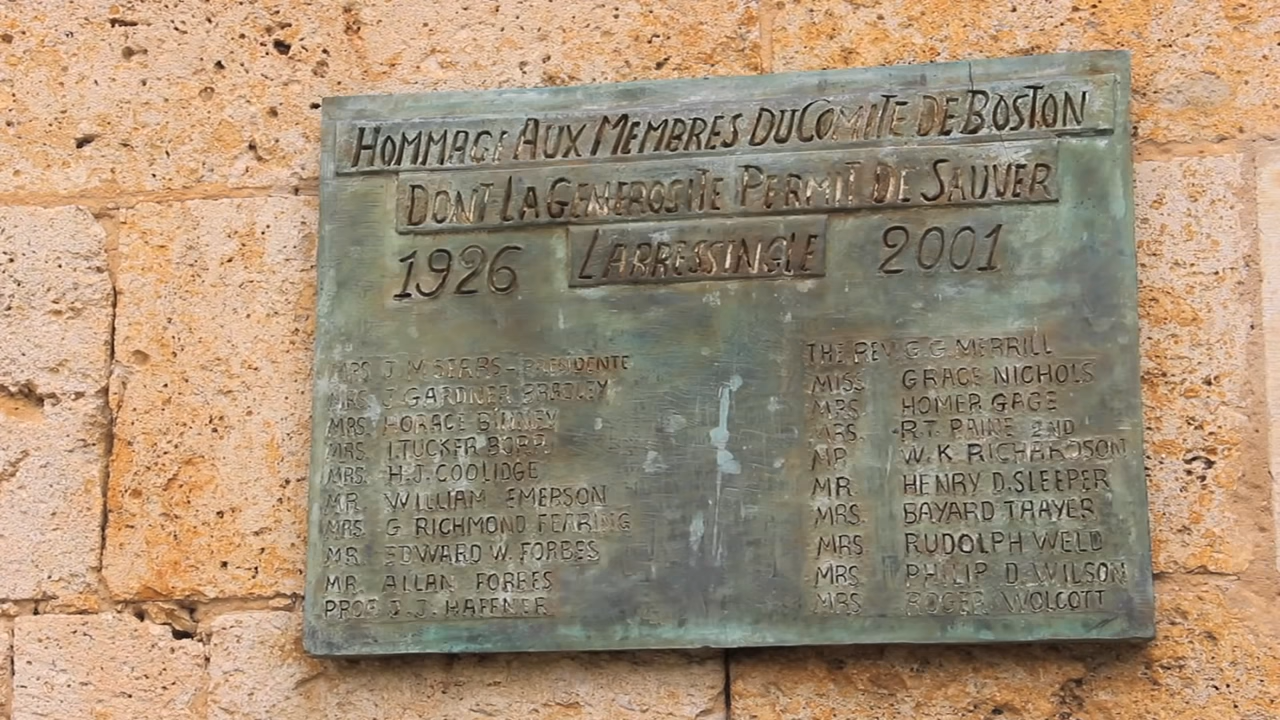 HOMMAGE AUX MEMBRES DU COMITE DE BOSTON
DONT LA GENEROSITE PERMIT DE SAUVER
1926 LARRESSINGLE 2001
MRS J. M. SEARS - PRESIDENTE
MRS J. GARDNER BRADLEY
MRS HORACE BINNEY
MRS. I. TUCKER
MRS. H.J. COOLIDGE
MR. WILLIAM EMERSON
MRS. G RICHMOND FEARING
MR. EDWARD W. FORBES
MR. ALLAN FORBES
PROF J.J. HAFFNER
THE REV G.G. MERRILL
MISS GRACE NICHOLS
MRS. HOMER GAGE
MRS. R.T. PAINE 2ND
MR W.K RICHARDSON
MR. HENRY D. SLEEPER
MRS. BAYARD THAYER
MRS RUDOLPH WELD
MRS PHILIP D. WILSON
MRS ROGER WOLCOTT